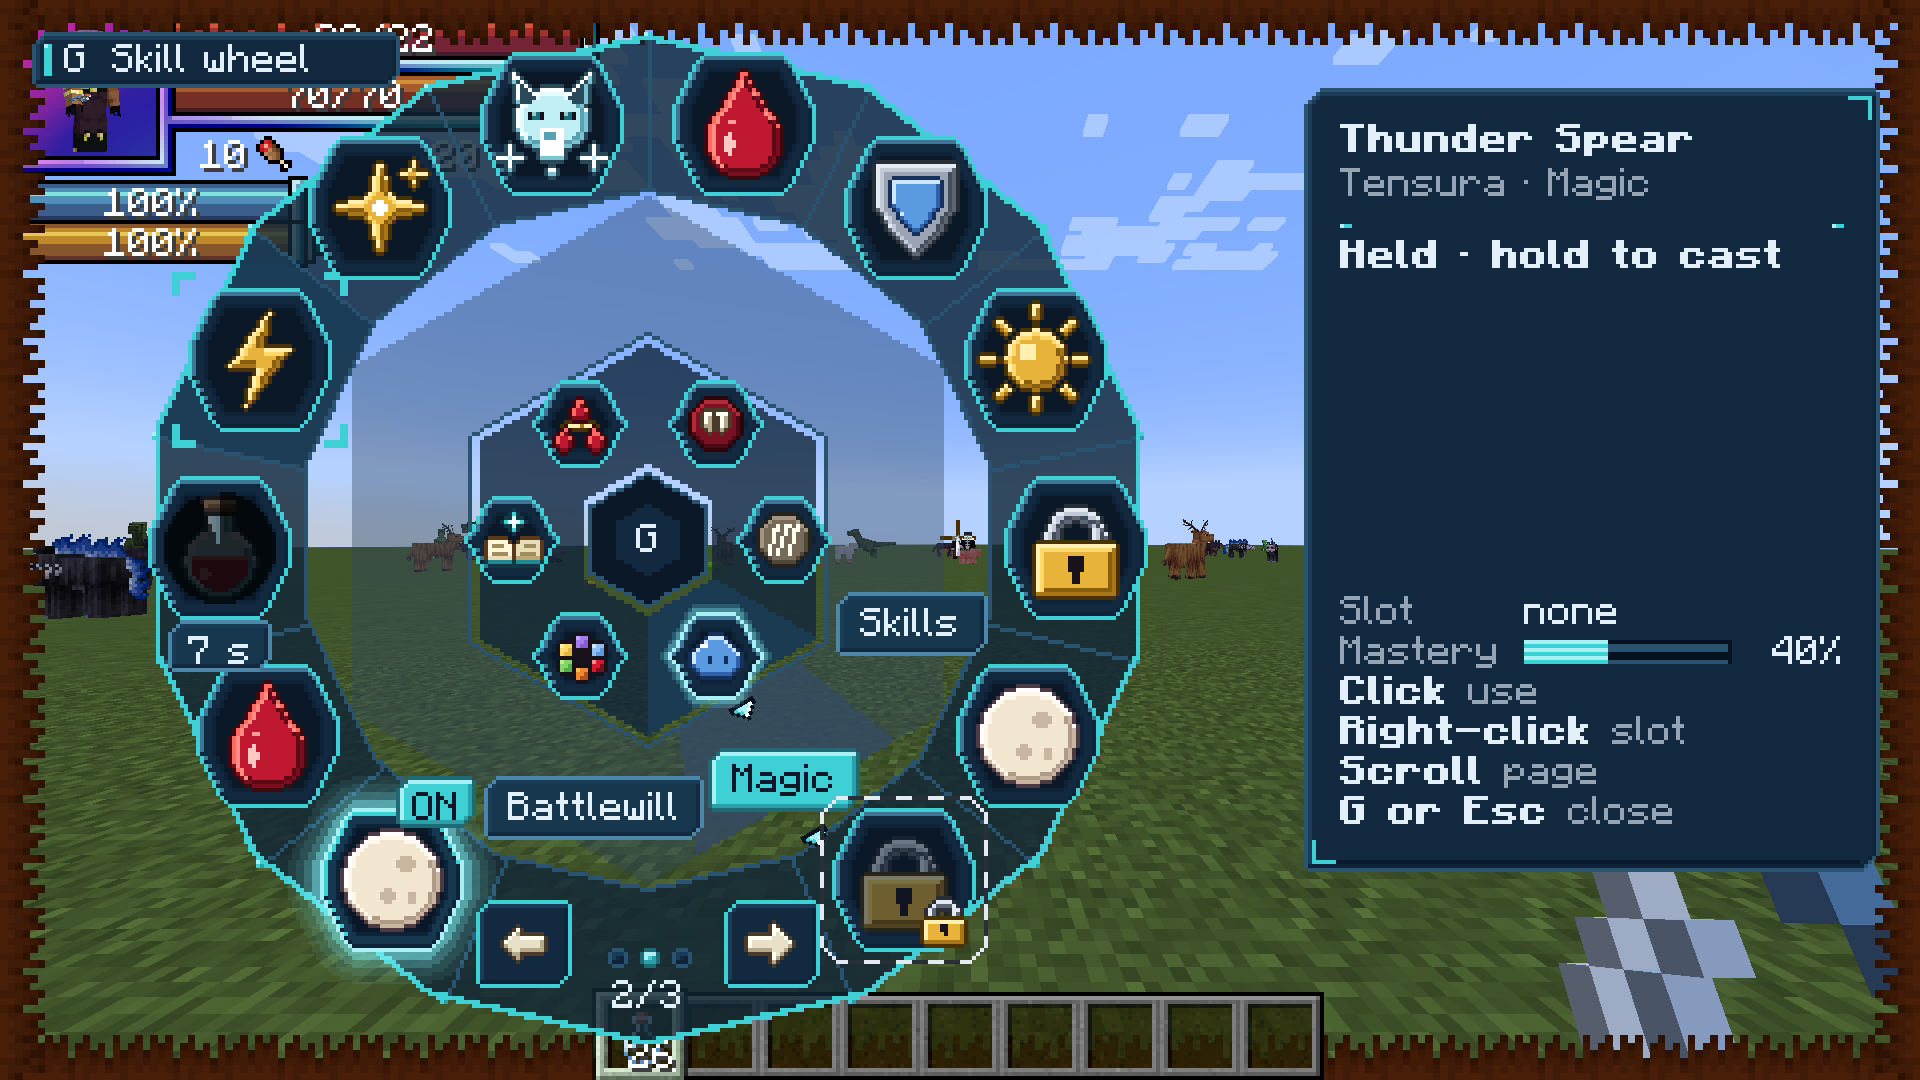 G Skill wheel
70/70
10
100%
100%
7 s
G
Skills
ON
Battlewill
Magic
2/3
26
Thunder Spear
Tensura · Magic
Held · hold to cast
Slot none
Mastery 40%
Click use
Right-click slot
Scroll page
G or Esc close